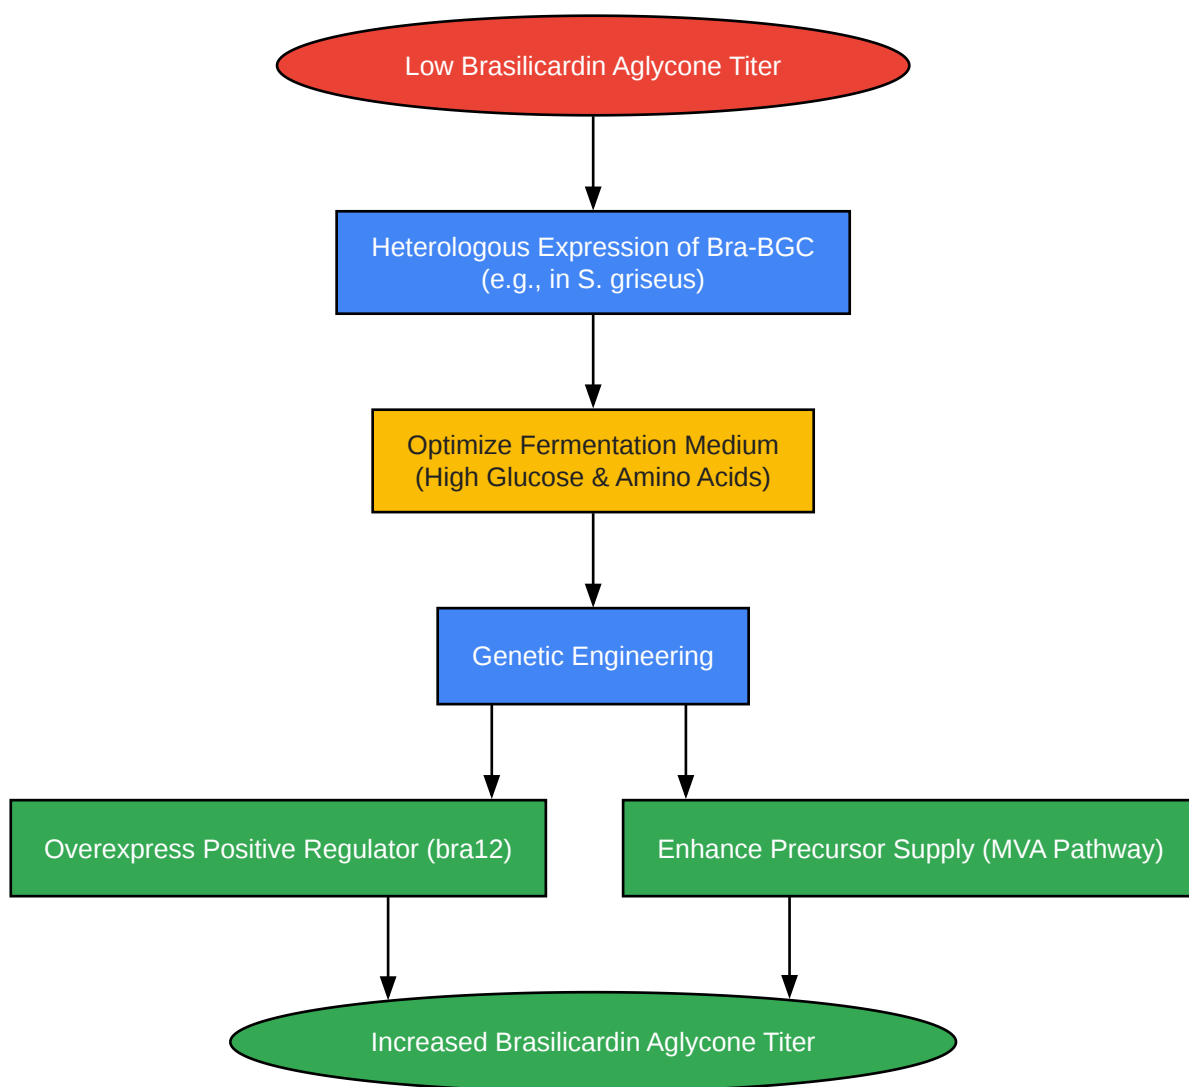 Low Brasilicardin Aglycone Titer
Heterologous Expression of Bra-BGC
(e.g., in S. griseus)
Optimize Fermentation Medium
(High Glucose & Amino Acids)
Genetic Engineering
Overexpress Positive Regulator (bra12)
Enhance Precursor Supply (MVA Pathway)
Increased Brasilicardin Aglycone Titer